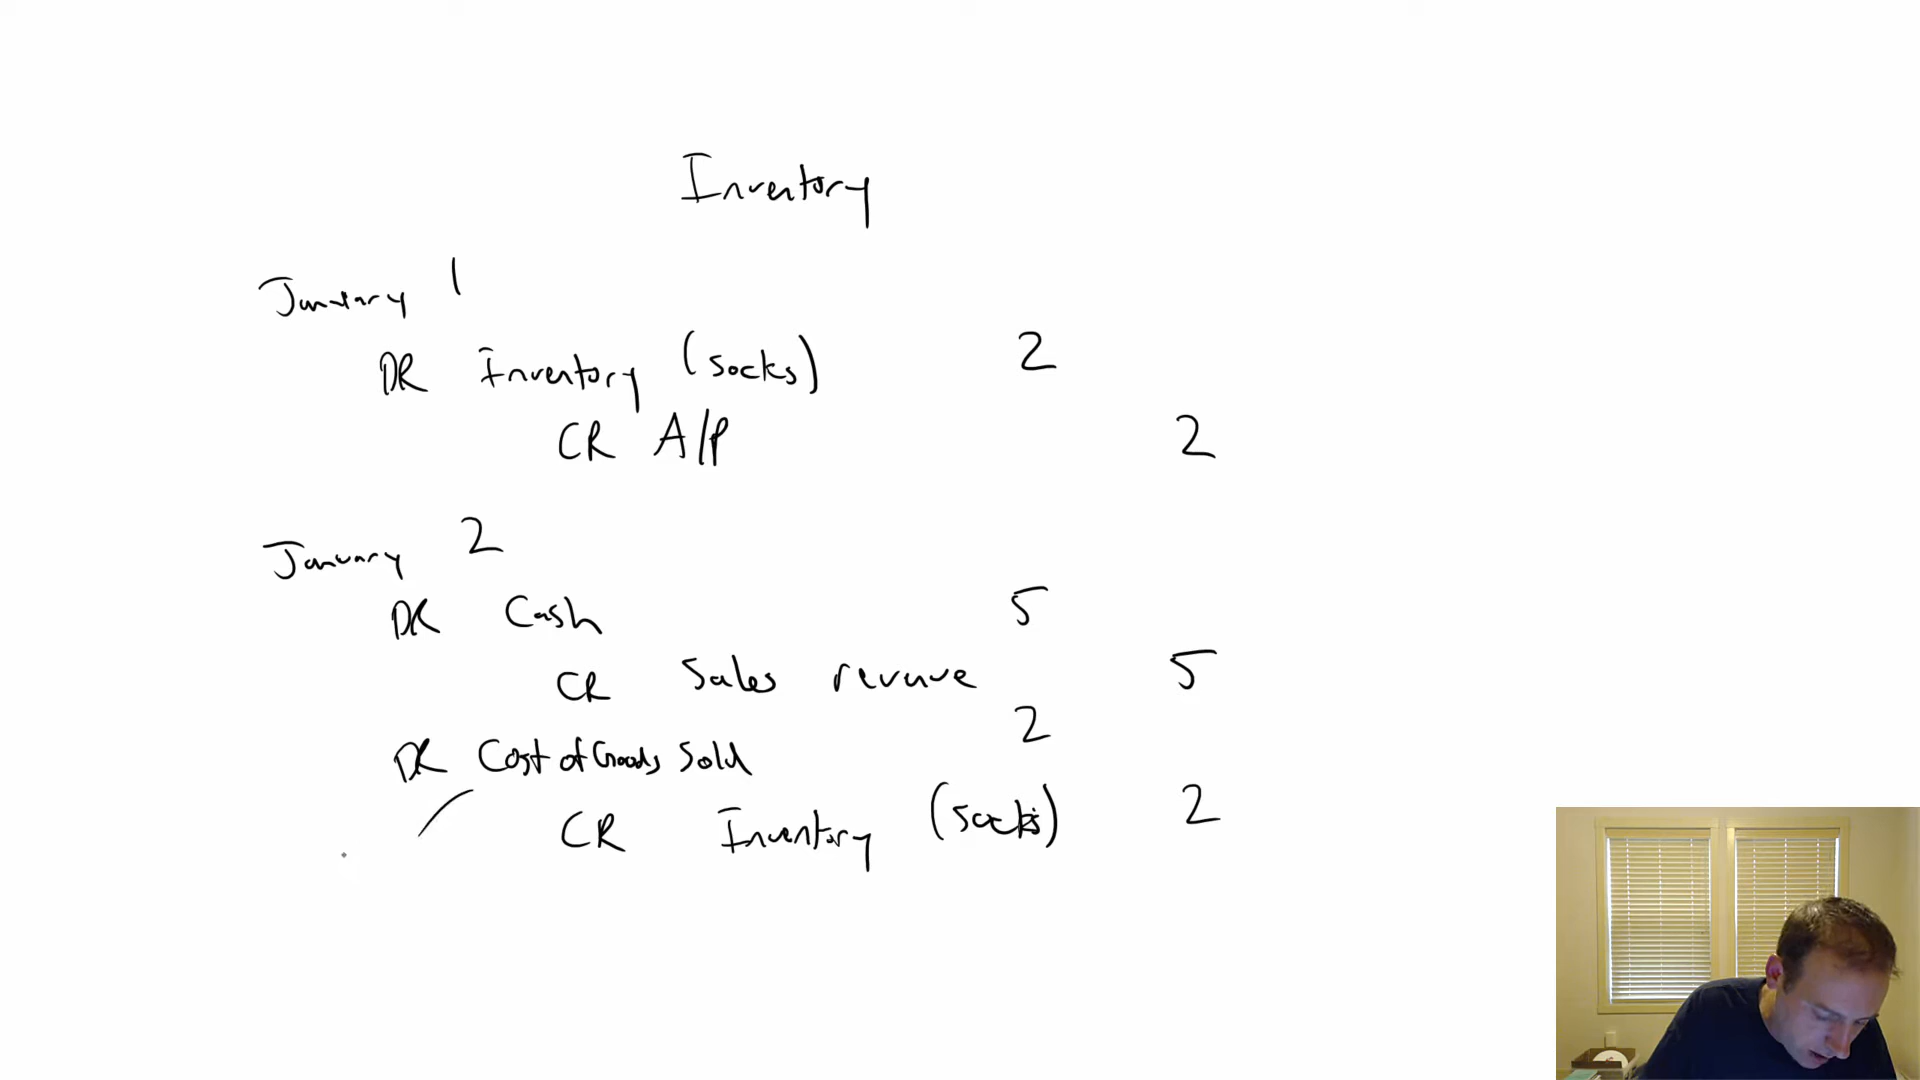 Inventory
January 1
DR Inventory (socks) 2
CR A/P 2
January 2
DR Cash 5
CR Sales revenue 5
DR Cost of Goods Sold 2
CR Inventory (socks) 2